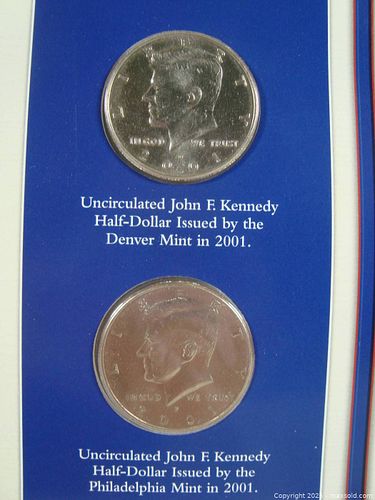 LIBERTY
IN GOD WE TRUST
2001
Uncirculated John F. Kennedy
Half-Dollar Issued by the
Denver Mint in 2001.
LIBERTY
IN GOD WE TRUST
P
2001
Uncirculated John F. Kennedy
Half-Dollar Issued by the
Philadelphia Mint in 2001.